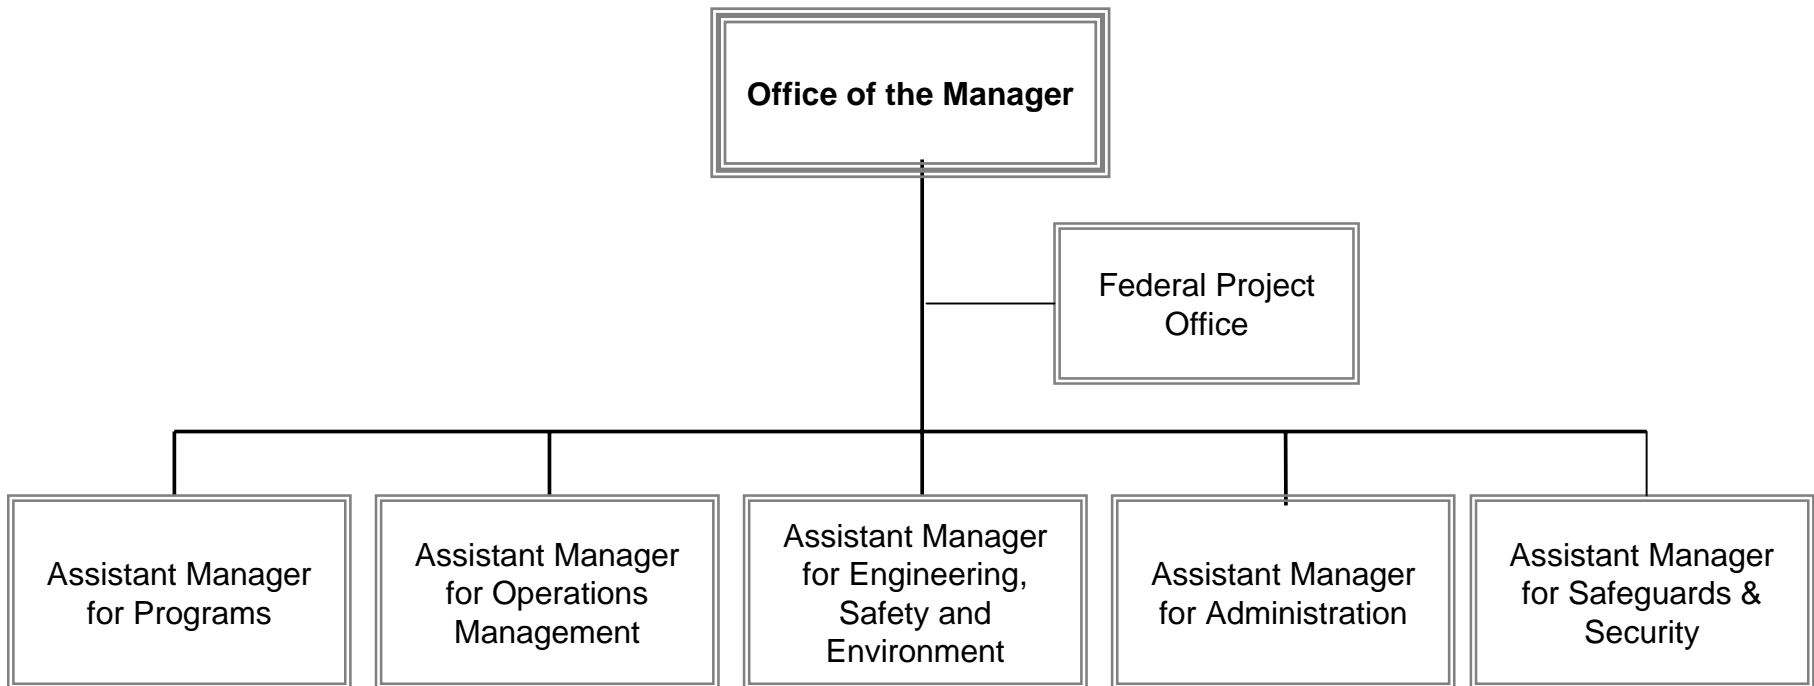 Office of the Manager
Federal Project
Office
Assistant Manager
for Programs
Assistant Manager
for Operations
Management
Assistant Manager
for Engineering,
Safety and
Environment
Assistant Manager
for Administration
Assistant Manager
for Safeguards &
Security